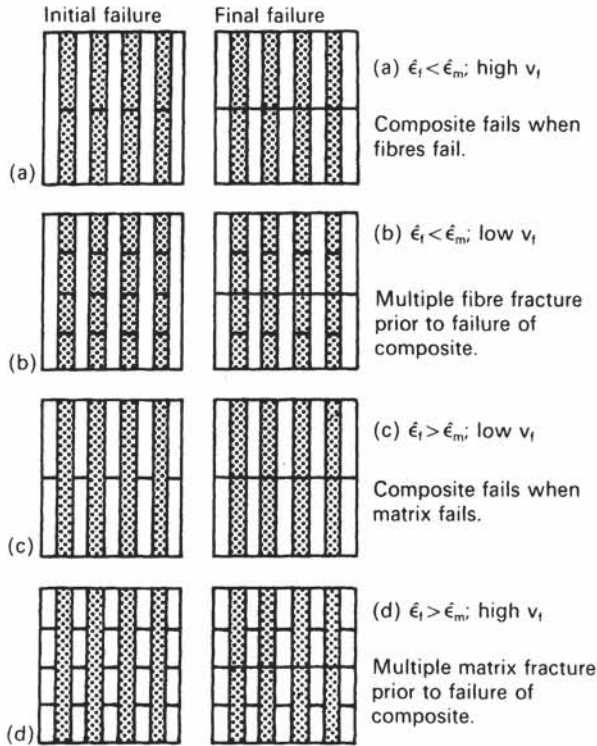 Initial failure Final failure
(a) ϵ̂f<ϵ̂m; high vf
Composite fails when
fibres fail.
(a)
(b) ϵ̂f<ϵ̂m; low vf
Multiple fibre fracture
prior to failure of
composite.
(b)
(c) ϵ̂f>ϵ̂m; low vf
Composite fails when
matrix fails.
(c)
(d) ϵ̂f>ϵ̂m; high vf
Multiple matrix fracture
prior to failure of
composite.
(d)